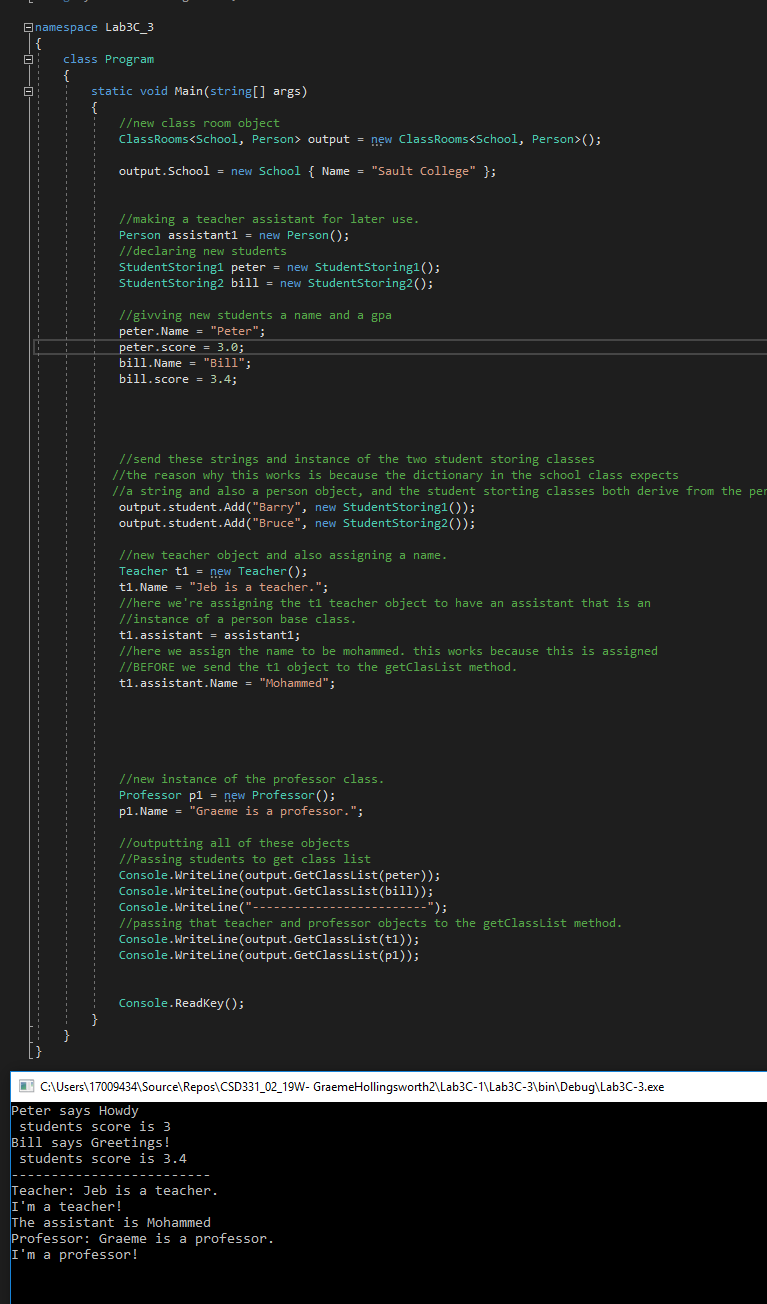 namespace Lab3C_3
{
class Program
{
static void Main(string[] args)
{
//new class room object
ClassRooms<School, Person> output = new ClassRooms<School, Person>();
output.School = new School { Name = "Sault College" };
//making a teacher assistant for later use.
Person assistant1 = new Person();
//declaring new students
StudentStoring1 peter = new StudentStoring1();
StudentStoring2 bill = new StudentStoring2();
//givving new students a name and a gpa
peter.Name = "Peter";
peter.score = 3.0;
bill.Name = "Bill";
bill.score = 3.4;
//send these strings and instance of the two student storing classes
//the reason why this works is because the dictionary in the school class expects
//a string and also a person object, and the student storting classes both derive from the per
output.student.Add("Barry", new StudentStoring1());
output.student.Add("Bruce", new StudentStoring2());
//new teacher object and also assigning a name.
Teacher t1 = new Teacher();
t1.Name = "Jeb is a teacher.";
//here we're assigning the t1 teacher object to have an assistant that is an
//instance of a person base class.
t1.assistant = assistant1;
//here we assign the name to be mohammed. this works because this is assigned
//BEFORE we send the t1 object to the getClasList method.
t1.assistant.Name = "Mohammed";
//new instance of the professor class.
Professor p1 = new Professor();
p1.Name = "Graeme is a professor.";
//outputting all of these objects
//Passing students to get class list
Console.WriteLine(output.GetClassList(peter));
Console.WriteLine(output.GetClassList(bill));
Console.WriteLine("-------------------------");
//passing that teacher and professor objects to the getClassList method.
Console.WriteLine(output.GetClassList(t1));
Console.WriteLine(output.GetClassList(p1));
Console.ReadKey();
}
}
}
C:\Users\17009434\Source\Repos\CSD331_02_19W- GraemeHollingsworth2\Lab3C-1\Lab3C-3\bin\Debug\Lab3C-3.exe
Peter says Howdy
students score is 3
Bill says Greetings!
students score is 3.4
-------------------------
Teacher: Jeb is a teacher.
I'm a teacher!
The assistant is Mohammed
Professor: Graeme is a professor.
I'm a professor!